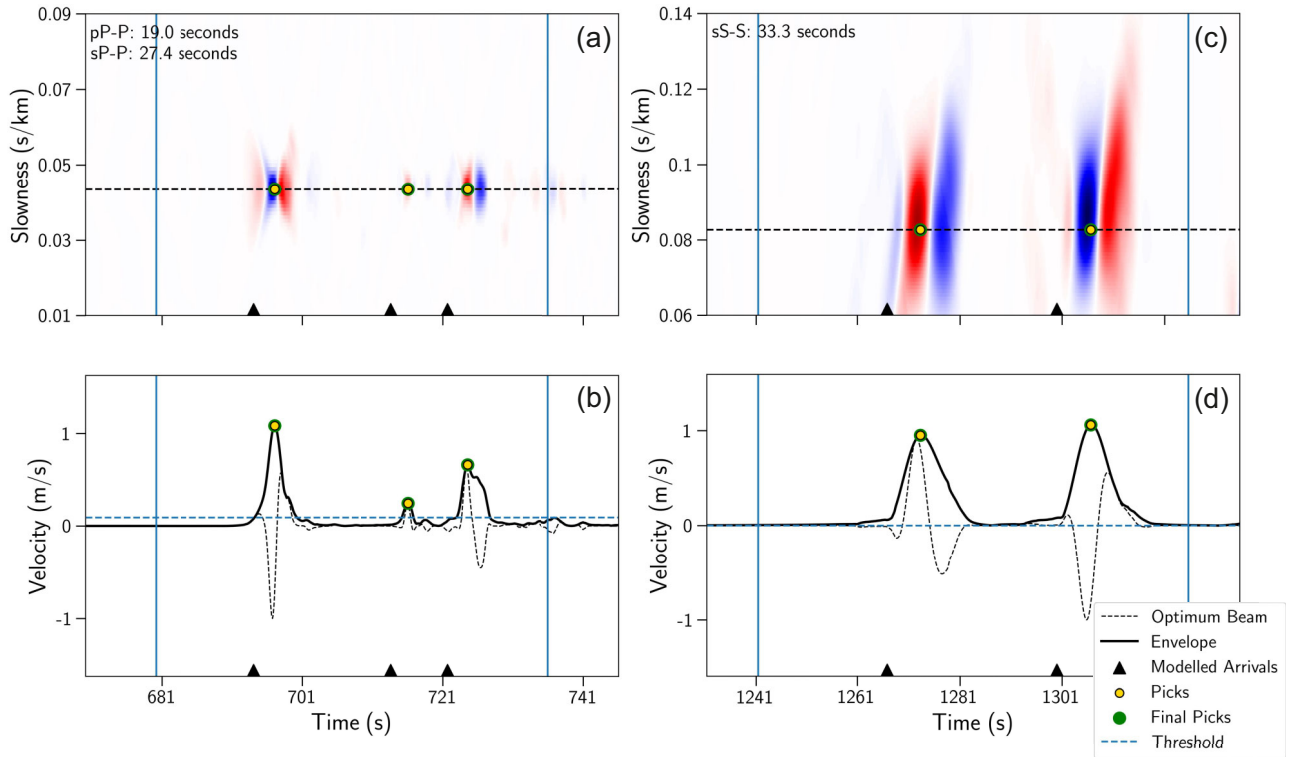 pP-P: 19.0 seconds
sP-P: 27.4 seconds
(a)
0.09
0.07
0.05
0.03
0.01
Slowness (s/km)
sS-S: 33.3 seconds
(c)
0.14
0.12
0.1
0.08
0.06
Slowness (s/km)
(b)
1
0
-1
Velocity (m/s)
681
701
721
741
Time (s)
(d)
1
0
-1
Velocity (m/s)
1241
1261
1281
1301
Time (s)
Optimum Beam
Envelope
Modelled Arrivals
Picks
Final Picks
Threshold